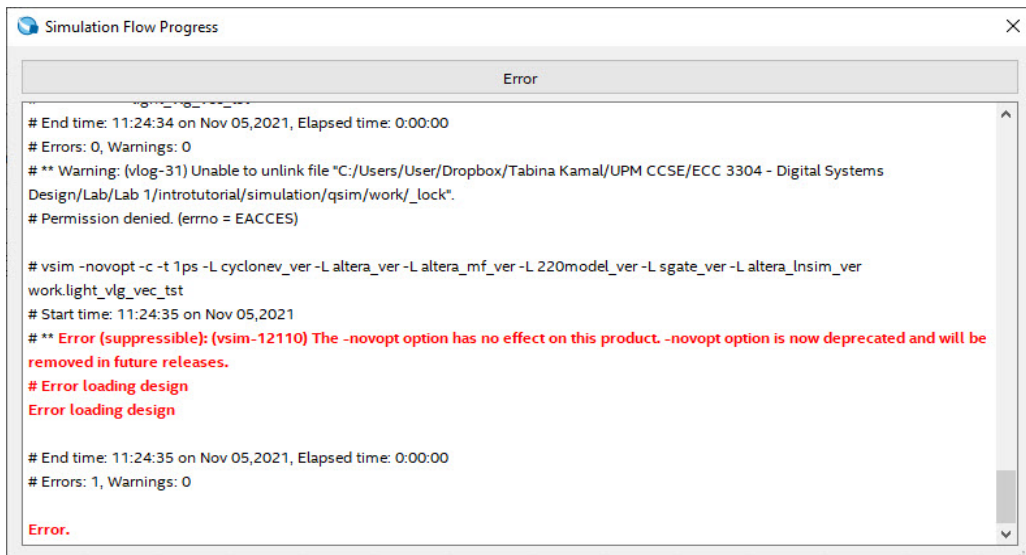 Simulation Flow Progress
Error
# End time: 11:24:34 on Nov 05,2021, Elapsed time: 0:00:00
# Errors: 0, Warnings: 0
# ** Warning: (vlog-31) Unable to unlink file "C:/Users/User/Dropbox/Tabina Kamal/UPM CCSE/ECC 3304 - Digital Systems
Design/Lab/Lab 1/introtutorial/simulation/qsim/work/_lock".
# Permission denied. (errno = EACCES)
# vsim -novopt -c -t 1ps -L cyclonev_ver -L altera_ver -L altera_mf_ver -L 220model_ver -L sgate_ver -L altera_lnsim_ver
work.light_vlg_vec_tst
# Start time: 11:24:35 on Nov 05,2021
# ** Error (suppressible): (vsim-12110) The -novopt option has no effect on this product. -novopt option is now deprecated and will be
removed in future releases.
# Error loading design
Error loading design
# End time: 11:24:35 on Nov 05,2021, Elapsed time: 0:00:00
# Errors: 1, Warnings: 0
Error.